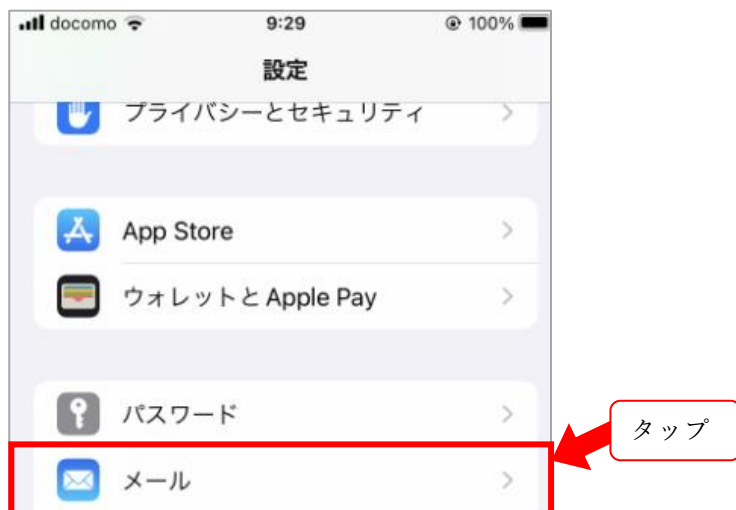 docomo 9:29 100%
設定
プライバシーとセキュリティ
App Store
ウォレットと Apple Pay
パスワード
メール
タップ